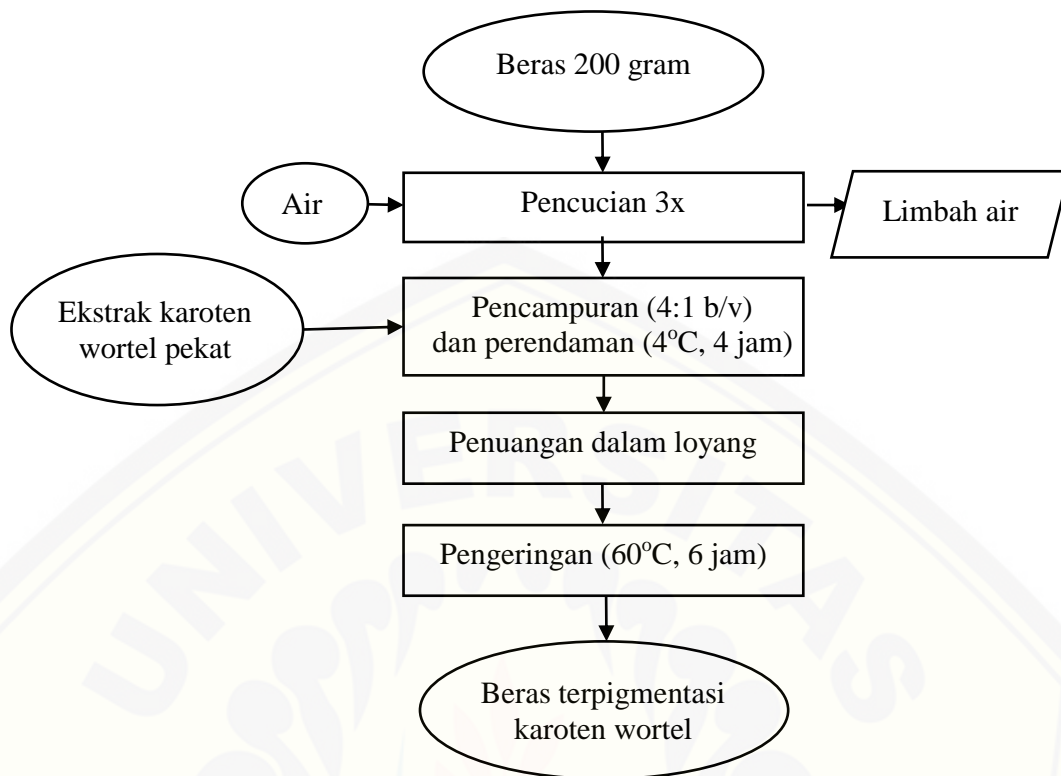 Beras 200 gram
Air
Pencucian 3x
Limbah air
Ekstrak karoten
wortel pekat
Pencampuran (4:1 b/v)
dan perendaman (4°C, 4 jam)
Penuangan dalam loyang
Pengeringan (60°C, 6 jam)
Beras terpigmentasi
karoten wortel
UNIVERSITAS